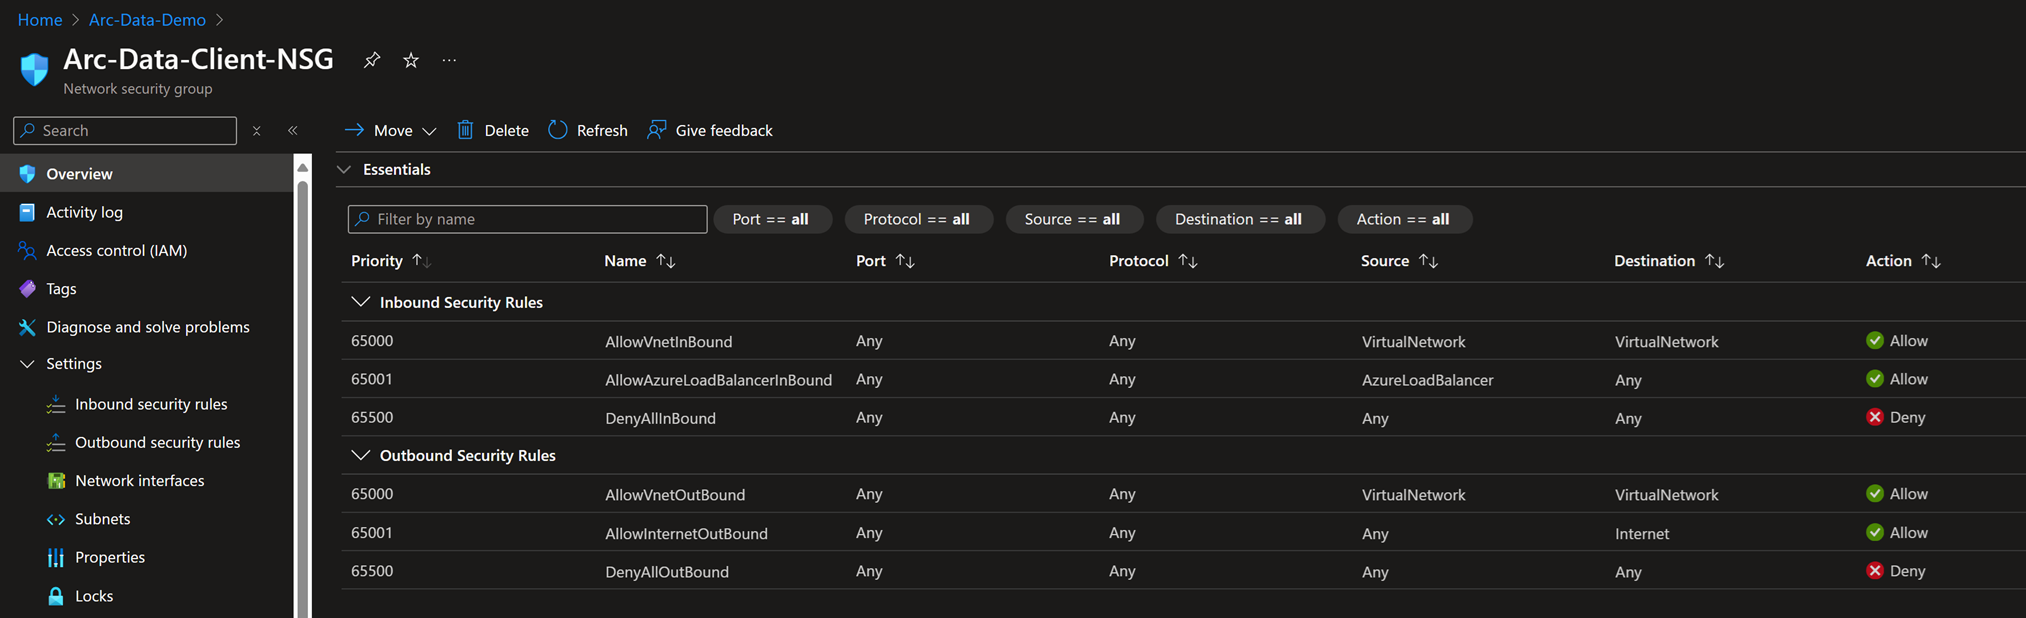 Home > Arc-Data-Demo >
Arc-Data-Client-NSG
Network security group
Search
Move Delete Refresh Give feedback
Overview
Activity log
Access control (IAM)
Tags
Diagnose and solve problems
Settings
Inbound security rules
Outbound security rules
Network interfaces
Subnets
Properties
Locks
Essentials
Filter by name Port == all Protocol == all Source == all Destination == all Action == all
Priority Name Port Protocol Source Destination Action
Inbound Security Rules
65000 AllowVnetInBound Any Any VirtualNetwork VirtualNetwork Allow
65001 AllowAzureLoadBalancerInBound Any Any AzureLoadBalancer Any Allow
65500 DenyAllInBound Any Any Any Any Deny
Outbound Security Rules
65000 AllowVnetOutBound Any Any VirtualNetwork VirtualNetwork Allow
65001 AllowInternetOutBound Any Any Any Internet Allow
65500 DenyAllOutBound Any Any Any Any Deny